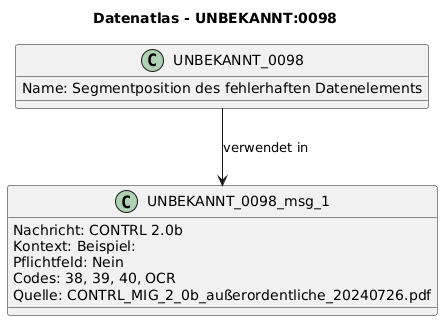 Datenatlas - UNBEKANNT:0098
C UNBEKANNT_0098
Name: Segmentposition des fehlerhaften Datenelements
verwendet in
C UNBEKANNT_0098_msg_1
Nachricht: CONTRL 2.0b
Kontext: Beispiel:
Pflichtfeld: Nein
Codes: 38, 39, 40, OCR
Quelle: CONTRL_MIG_2_0b_außerordentliche_20240726.pdf